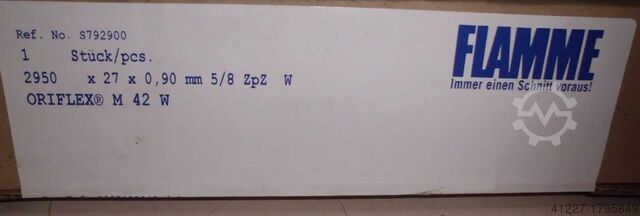 Ref. No. S792900
1 Stück/pcs.
2950 x 27 x 0,90 mm 5/8 ZpZ W
ORIFLEX® M 42 W
FLAMME
Immer einen Schnitt voraus!
41227-1795849